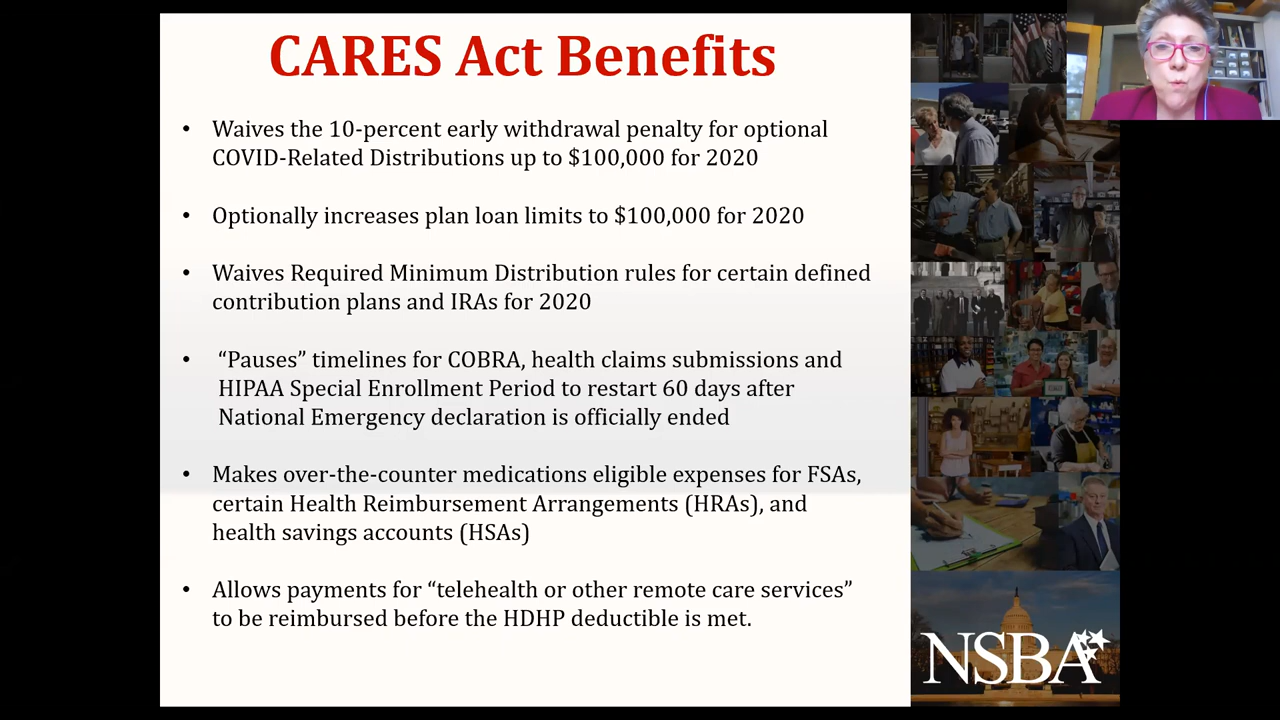 CARES Act Benefits
• Waives the 10-percent early withdrawal penalty for optional
COVID-Related Distributions up to $100,000 for 2020
• Optionally increases plan loan limits to $100,000 for 2020
• Waives Required Minimum Distribution rules for certain defined
contribution plans and IRAs for 2020
• “Pauses” timelines for COBRA, health claims submissions and
HIPAA Special Enrollment Period to restart 60 days after
National Emergency declaration is officially ended
• Makes over-the-counter medications eligible expenses for FSAs,
certain Health Reimbursement Arrangements (HRAs), and
health savings accounts (HSAs)
• Allows payments for “telehealth or other remote care services”
to be reimbursed before the HDHP deductible is met.
NSBA